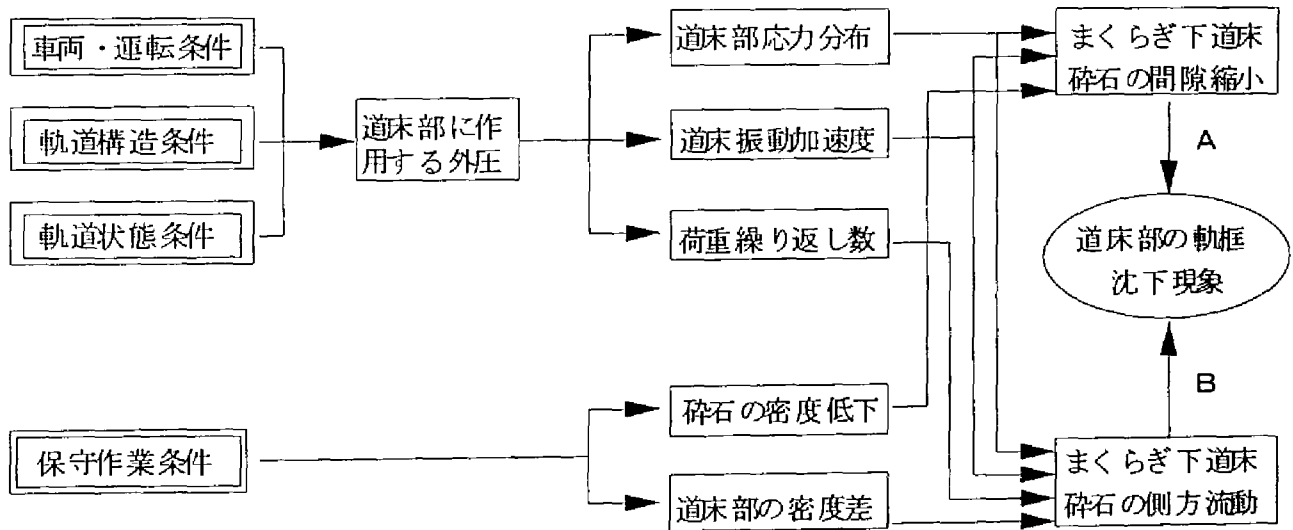 車両・運転条件
軌道構造条件
軌道状態条件
保守作業条件
道床部に作
用する外圧
道床部応力分布
道床振動加速度
荷重繰り返し数
砕石の密度低下
道床部の密度差
まくらぎ下道床
砕石の間隙縮小
A
道床部の軌框
沈下現象
B
まくらぎ下道床
砕石の側方流動